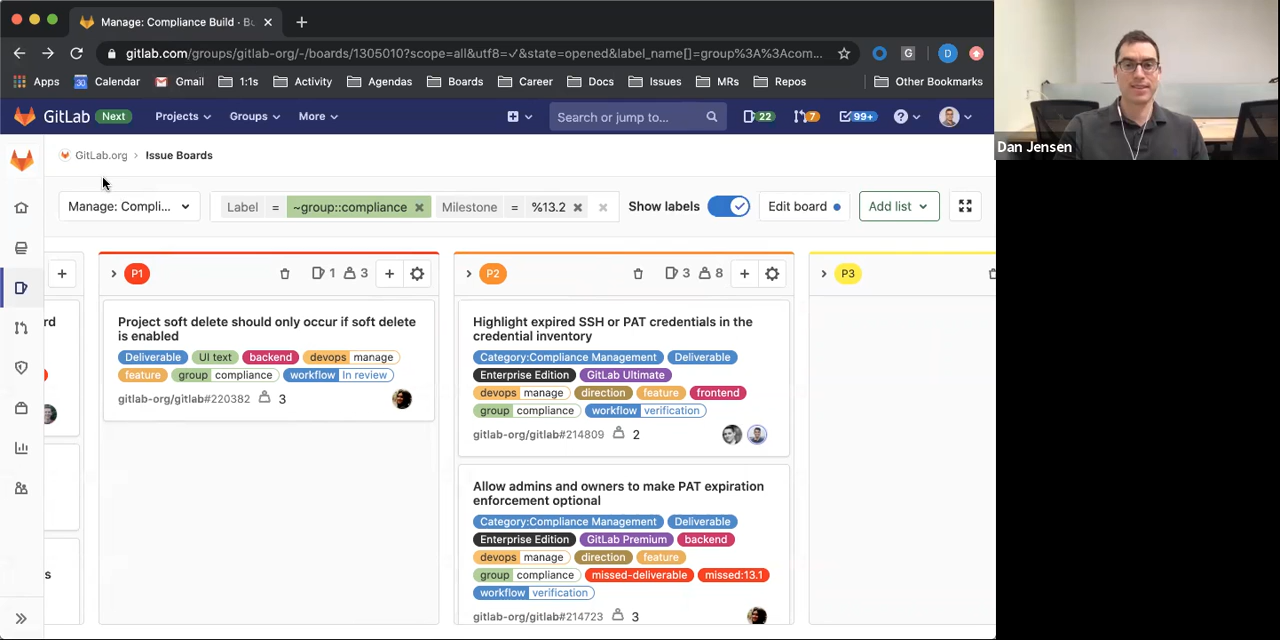 Manage: Compliance Build · Bo
gitlab.com/groups/gitlab-org/-/boards/1305010?scope=all&utf8=✓&state=opened&label_name[]=group%3A%3Acom...
G
D
Apps Calendar Gmail 1:1s Activity Agendas Boards Career Docs Issues MRs Repos Other Bookmarks
GitLab Next Projects Groups More Search or jump to... 22 7 99+
Dan Jensen
GitLab.org › Issue Boards
Manage: Compli... Label = ~group::compliance Milestone = %13.2 Show labels Edit board Add list
P1 1 3
P2 3 8
P3
rd
s
Project soft delete should only occur if soft delete
is enabled
Deliverable UI text backend devops manage
feature group compliance workflow In review
gitlab-org/gitlab#220382 3
Highlight expired SSH or PAT credentials in the
credential inventory
Category:Compliance Management Deliverable
Enterprise Edition GitLab Ultimate
devops manage direction feature frontend
group compliance workflow verification
gitlab-org/gitlab#214809 2
Allow admins and owners to make PAT expiration
enforcement optional
Category:Compliance Management Deliverable
Enterprise Edition GitLab Premium backend
devops manage direction feature
group compliance missed-deliverable missed:13.1
workflow verification
gitlab-org/gitlab#214723 3